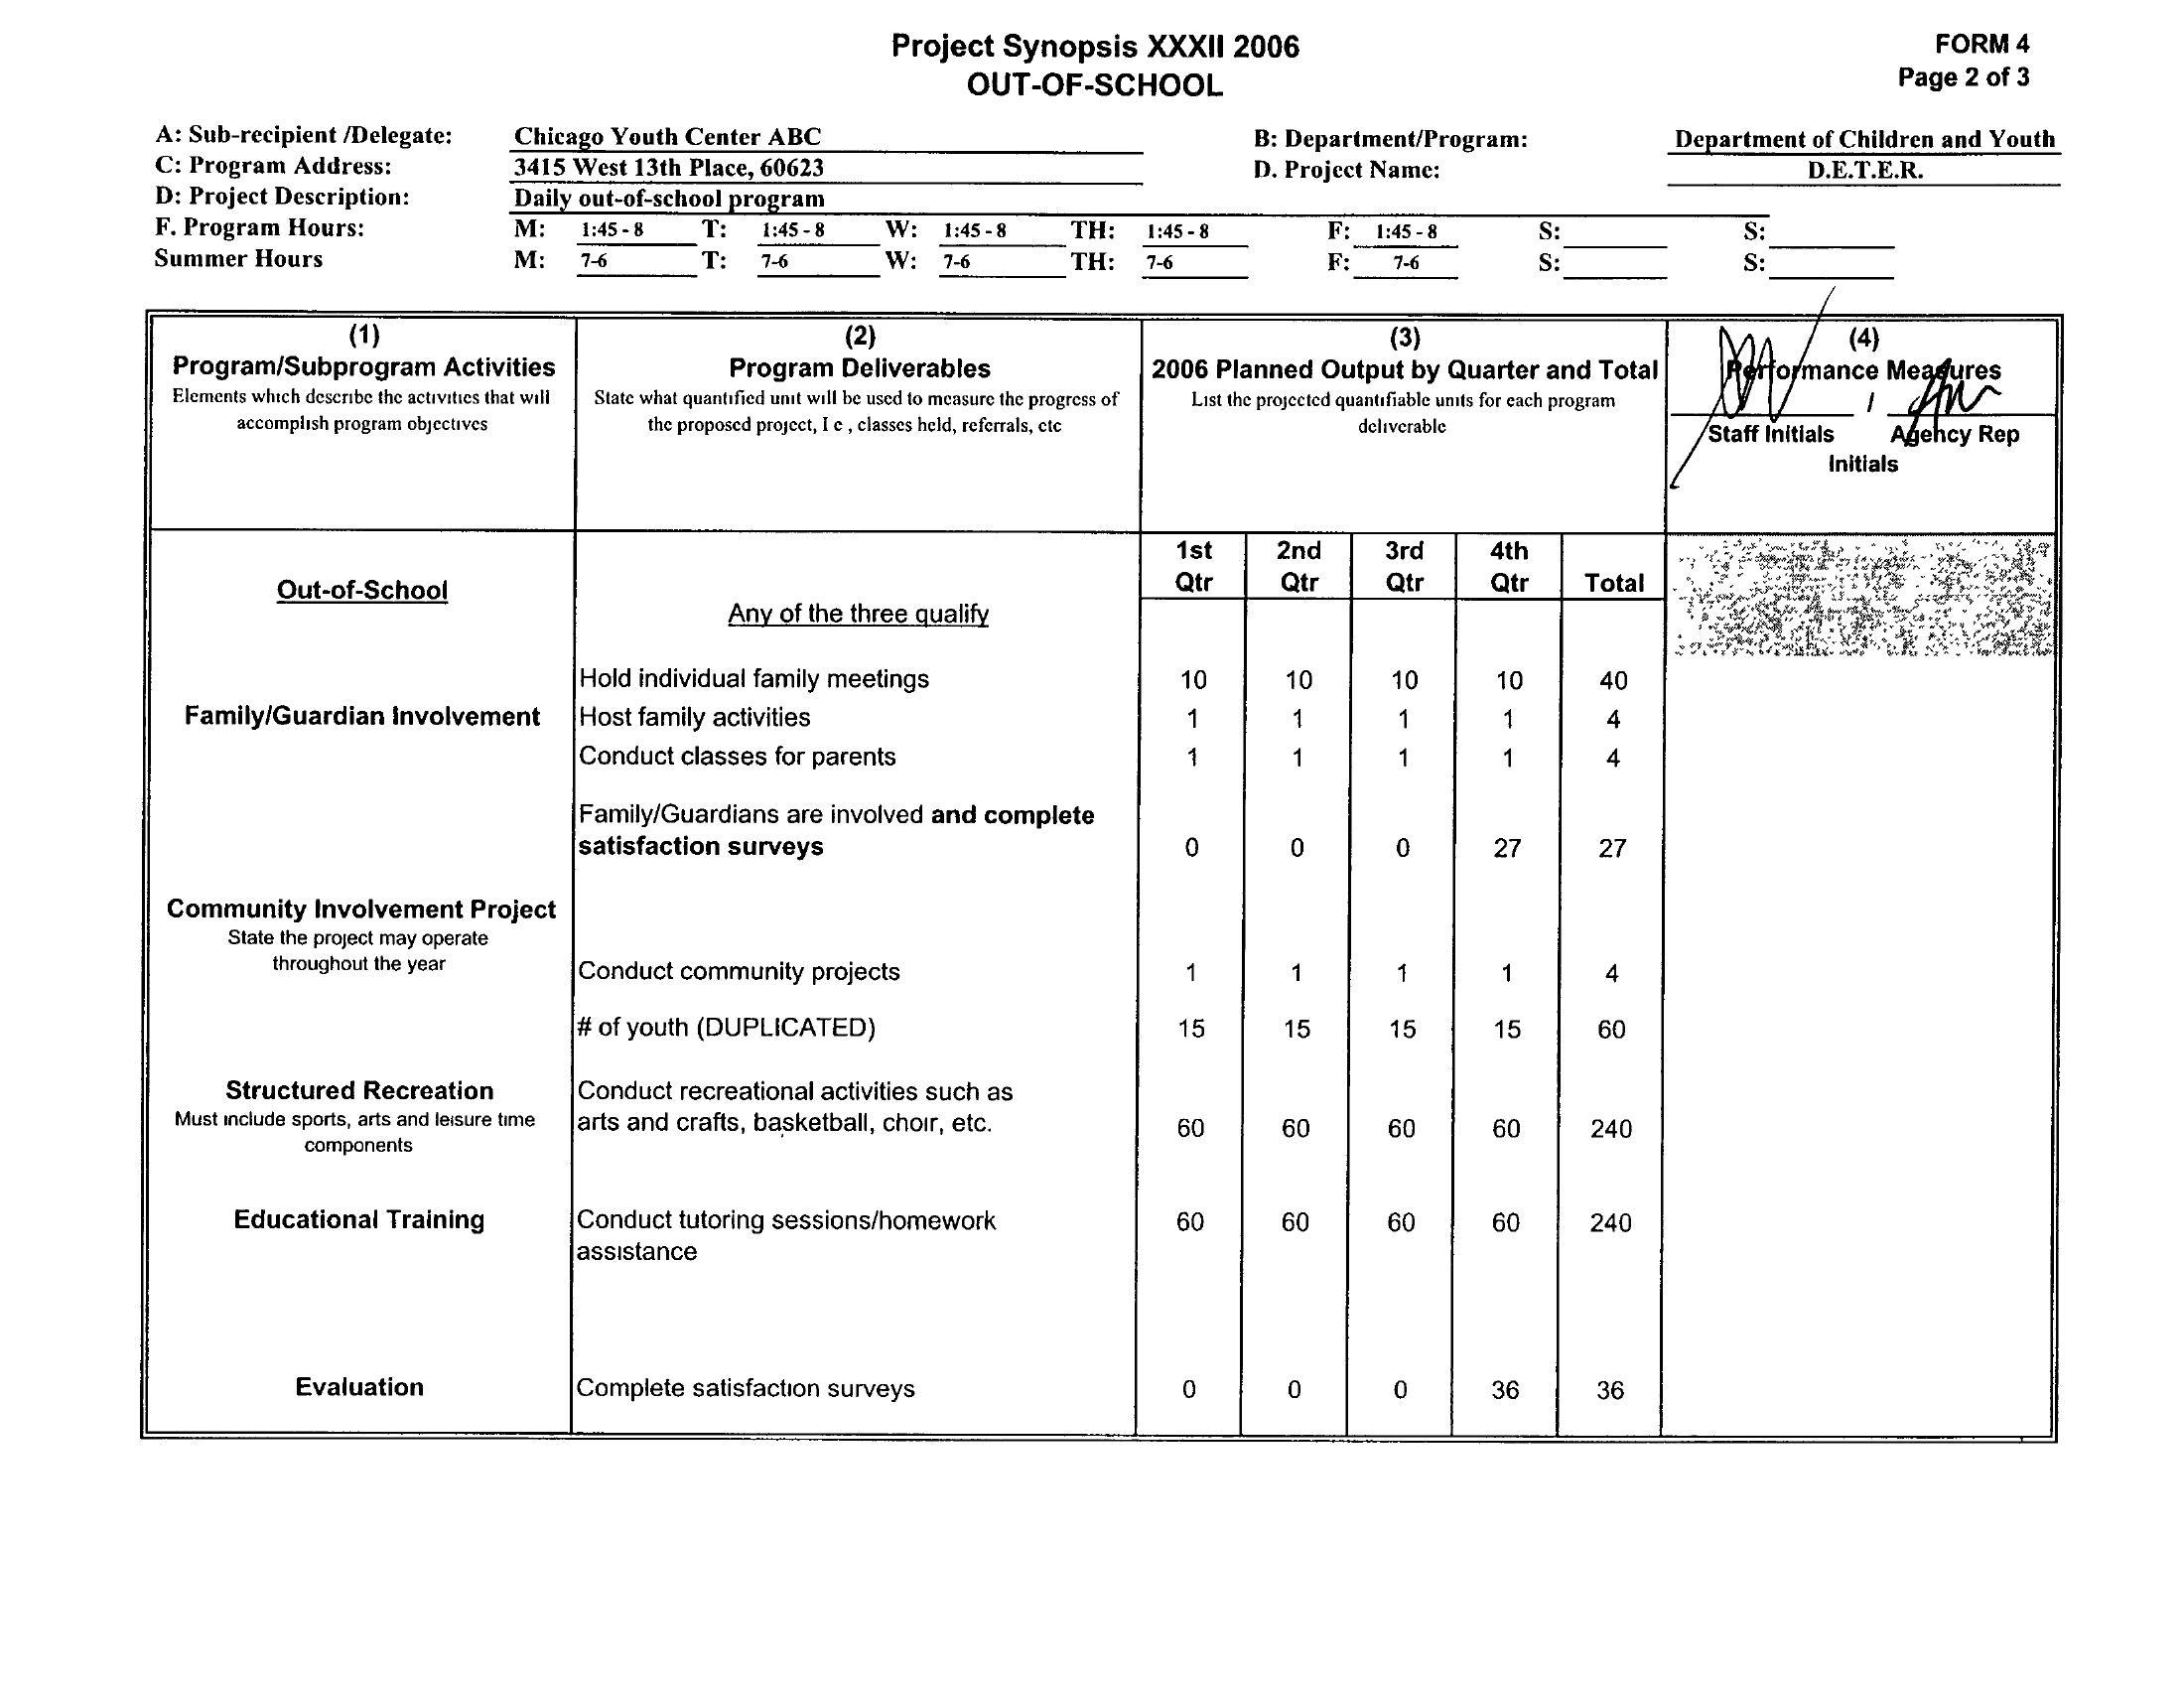 Project Synopsis XXXII 2006
OUT-OF-SCHOOL
FORM 4
Page 2 of 3
A: Sub-recipient /Delegate: Chicago Youth Center ABC B: Department/Program: Department of Children and Youth
C: Program Address: 3415 West 13th Place, 60623 D. Project Name: D.E.T.E.R.
D: Project Description: Daily out-of-school program
F. Program Hours: M: 1:45 - 8 T: 1:45 - 8 W: 1:45 - 8 TH: 1:45 - 8 F: 1:45 - 8 S: S:
Summer Hours M: 7-6 T: 7-6 W: 7-6 TH: 7-6 F: 7-6 S: S:
(1)
Program/Subprogram Activities
Elements which describe the activities that will
accomplish program objectives
(2)
Program Deliverables
State what quantified unit will be used to measure the progress of
the proposed project, I e , classes held, referrals, etc
(3)
2006 Planned Output by Quarter and Total
List the projected quantifiable units for each program
deliverable
(4)
Performance Measures
/
Staff Initials Agency Rep
Initials
1st 2nd 3rd 4th
Qtr Qtr Qtr Qtr Total
Out-of-School
Any of the three qualify
Hold individual family meetings 10 10 10 10 40
Family/Guardian Involvement Host family activities 1 1 1 1 4
Conduct classes for parents 1 1 1 1 4
Family/Guardians are involved and complete
satisfaction surveys 0 0 0 27 27
Community Involvement Project
State the project may operate
throughout the year Conduct community projects 1 1 1 1 4
# of youth (DUPLICATED) 15 15 15 15 60
Structured Recreation Conduct recreational activities such as
Must include sports, arts and leisure time arts and crafts, basketball, choir, etc. 60 60 60 60 240
components
Educational Training Conduct tutoring sessions/homework 60 60 60 60 240
assistance
Evaluation Complete satisfaction surveys 0 0 0 36 36